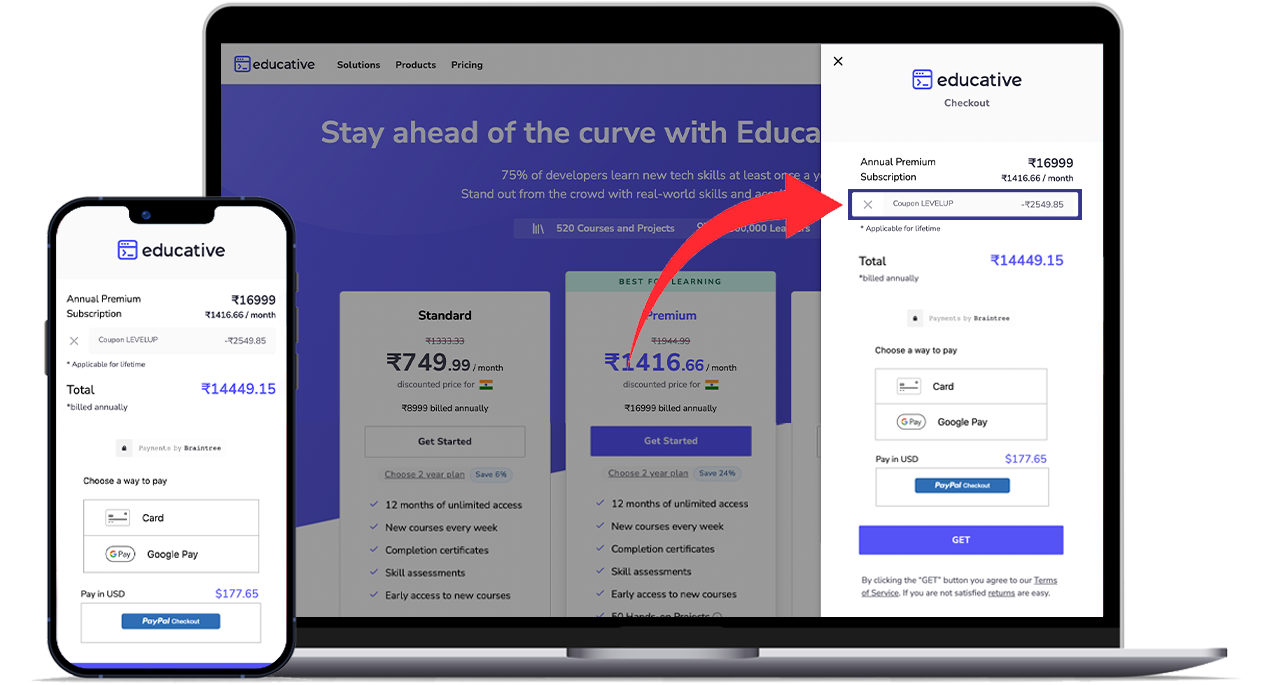 educative
Solutions Products Pricing
Stay ahead of the curve with Educa
75% of developers learn new tech skills at least once a y
Stand out from the crowd with real-world skills and
520 Courses and Projects
Standard
₹1333.33
₹749.99 / month
discounted price for
₹8999 billed annually
Get Started
Choose 2 year plan Save 6%
12 months of unlimited access
New courses every week
Completion certificates
Skill assessments
Early access to new courses
BEST FOR LEARNING
Premium
₹1944.99
₹1416.66 / month
discounted price for
₹16999 billed annually
Get Started
Choose 2 year plan Save 24%
12 months of unlimited access
New courses every week
Completion certificates
Skill assessments
Early access to new courses
50 Hands-on Projects
educative
Checkout
Annual Premium ₹16999
Subscription ₹1416.66 / month
Coupon LEVELUP -₹2549.85
* Applicable for lifetime
Total ₹14449.15
*billed annually
Payments by Braintree
Choose a way to pay
Card
G Pay Google Pay
Pay in USD $177.65
PayPal Checkout
GET
By clicking the “GET” button you agree to our Terms
of Service. If you are not satisfied returns are easy.
educative
Annual Premium ₹16999
Subscription ₹1416.66 / month
Coupon LEVELUP -₹2549.85
* Applicable for lifetime
Total ₹14449.15
*billed annually
Payments by Braintree
Choose a way to pay
Card
G Pay Google Pay
Pay in USD $177.65
PayPal Checkout